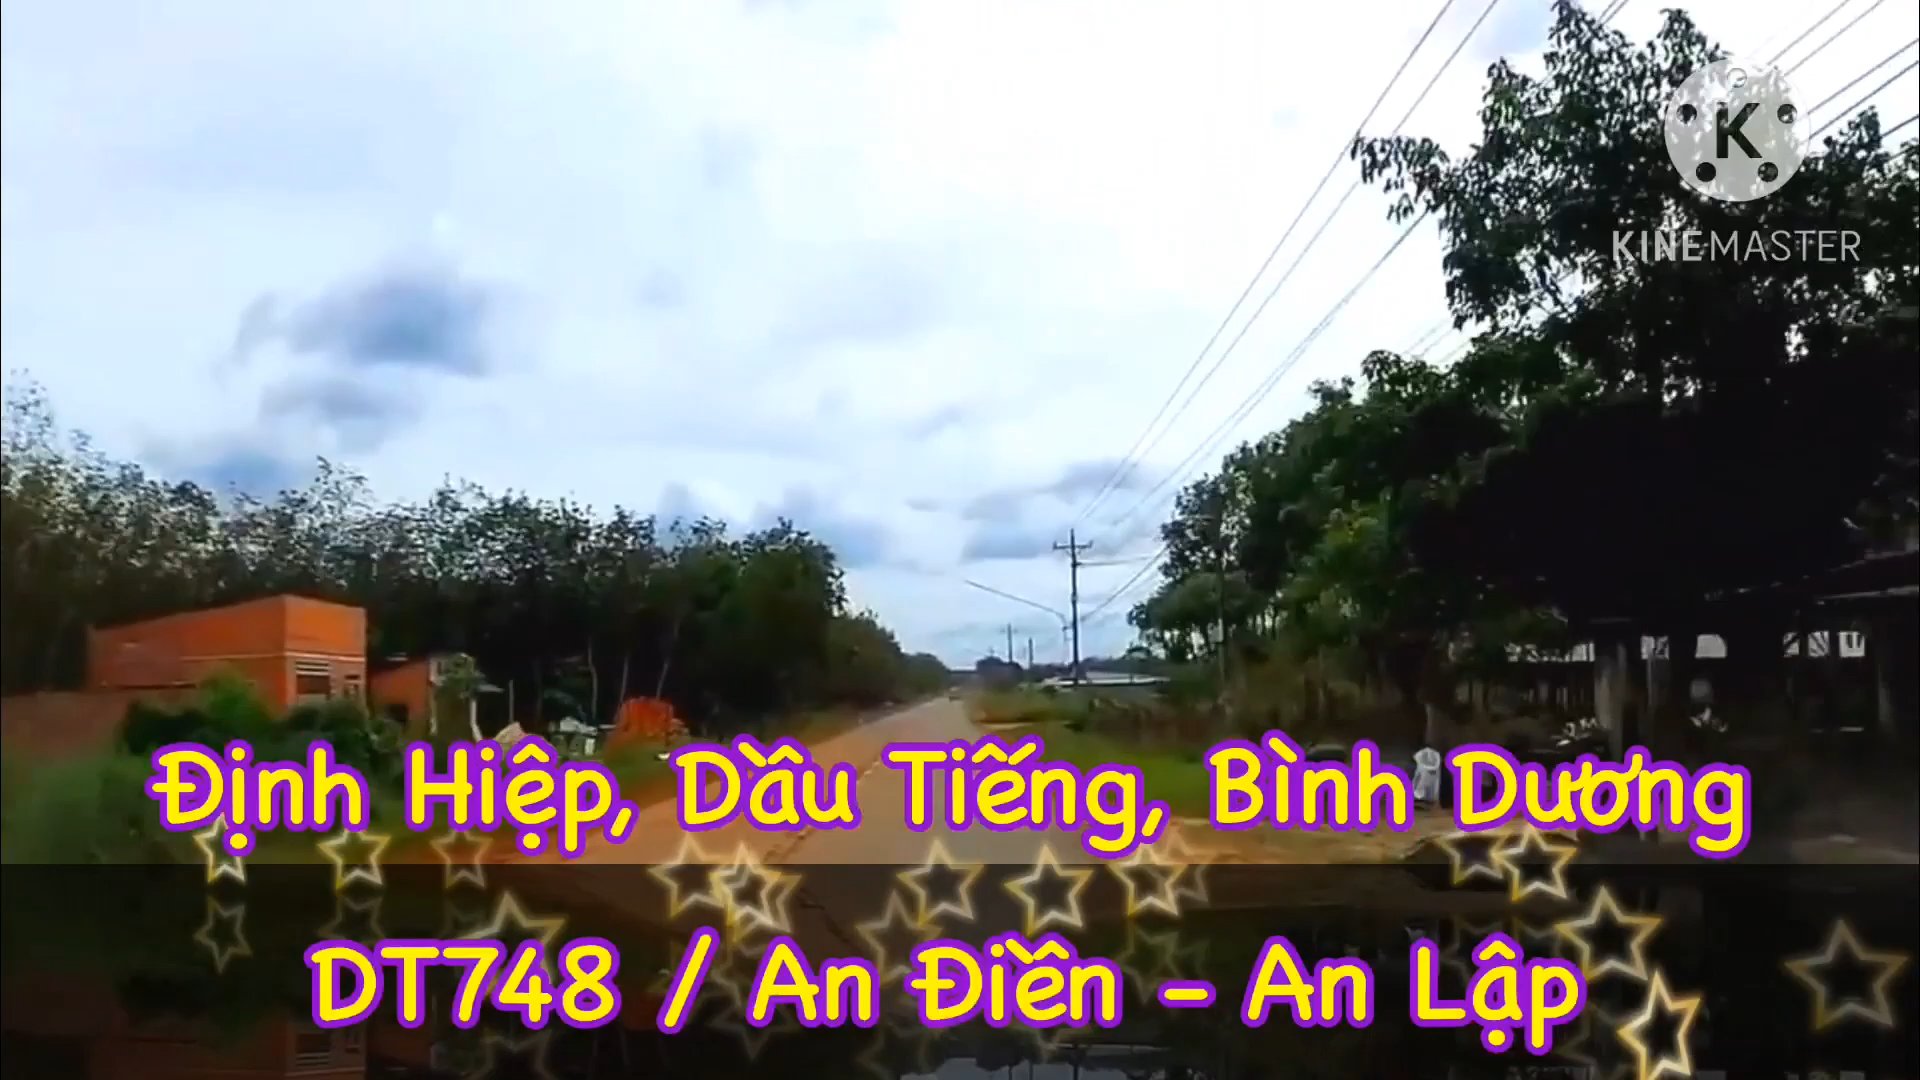 K
KINEMASTER
Định Hiệp, Dầu Tiếng, Bình Dương
DT748 / An Điền - An Lập